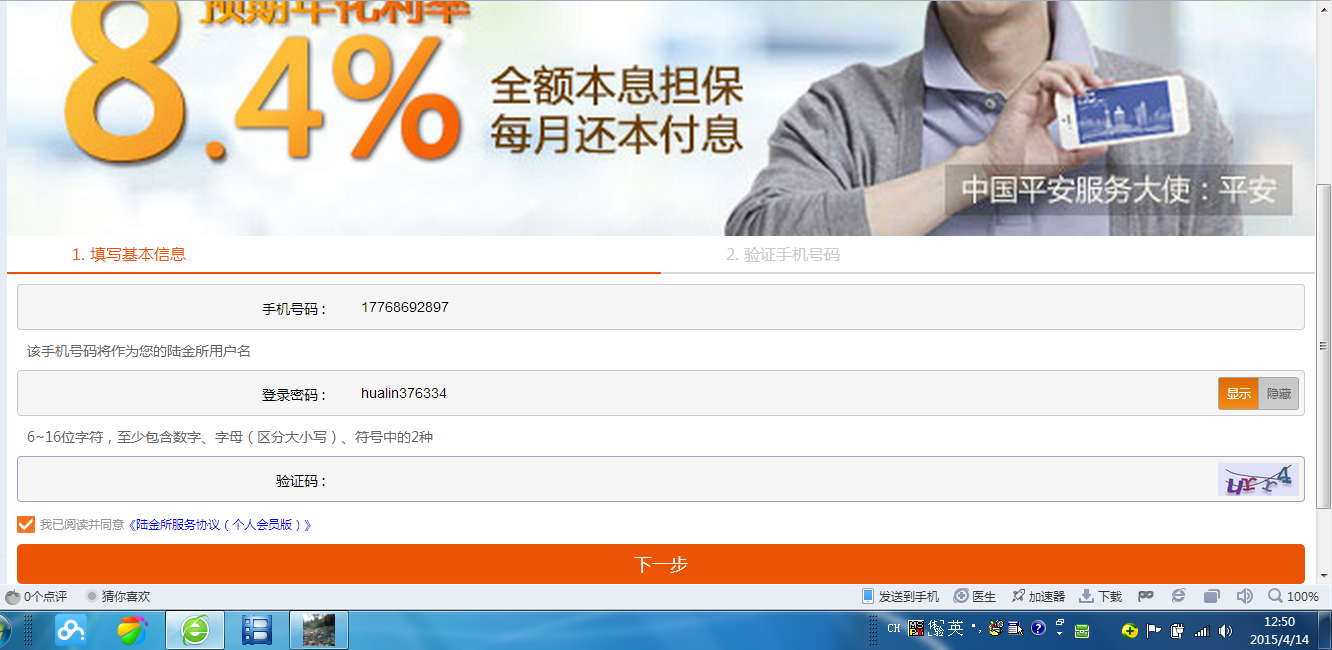 预期年化利率
8.4%
全额本息担保
每月还本付息
中国平安服务大使：平安
1. 填写基本信息
2. 验证手机号码
手机号码：
17768692897
该手机号码将作为您的陆金所用户名
登录密码：
hualin376334
显示
隐藏
6~16位字符，至少包含数字、字母（区分大小写）、符号中的2种
验证码：
我已阅读并同意《陆金所服务协议（个人会员版）》
下一步
0个点评
猜你喜欢
发送到手机
医生
加速器
下载
100%
CH
英
12:50
2015/4/14